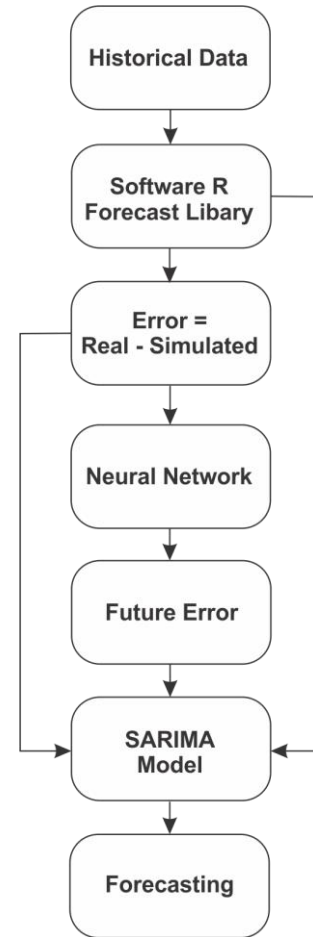 Historical Data
Software R
Forecast Libary
Error =
Real - Simulated
Neural Network
Future Error
SARIMA
Model
Forecasting